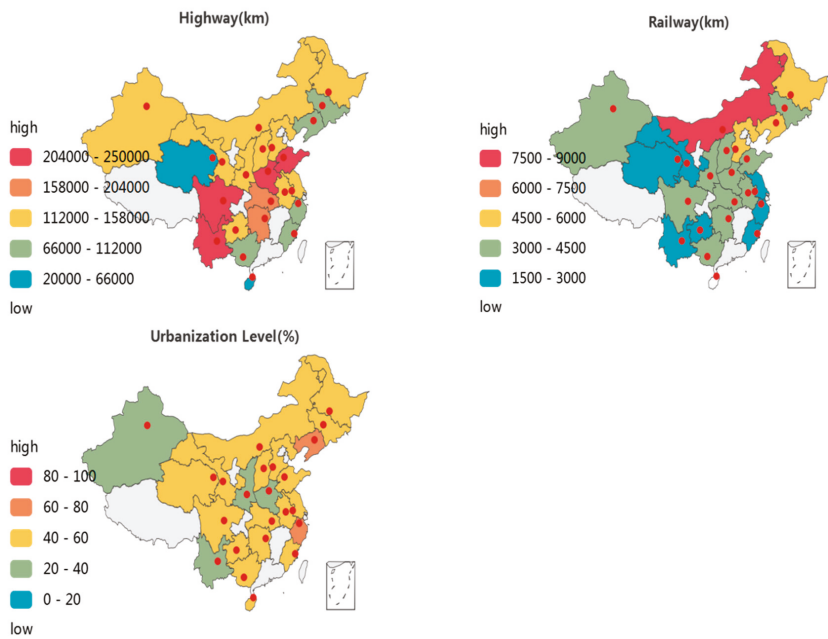 Highway(km)
high
204000 - 250000
158000 - 204000
112000 - 158000
66000 - 112000
20000 - 66000
low
Railway(km)
high
7500 - 9000
6000 - 7500
4500 - 6000
3000 - 4500
1500 - 3000
low
Urbanization Level(%)
high
80 - 100
60 - 80
40 - 60
20 - 40
0 - 20
low